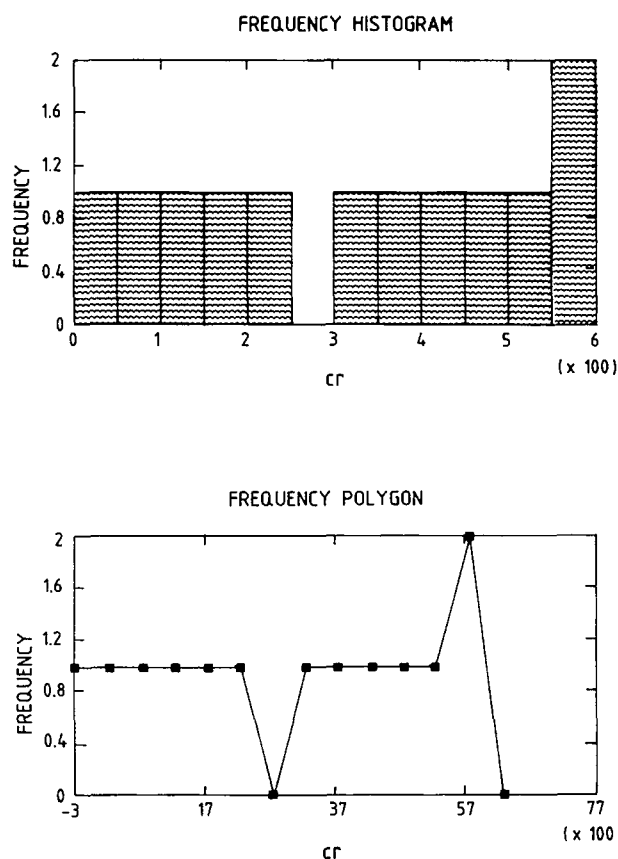 FREQUENCY HISTOGRAM
2
1.6
1.2
0.8
0.4
0
FREQUENCY
0 1 2 3 4 5 6
(x 100)
cr
FREQUENCY POLYGON
2
1.6
1.2
0.8
0.4
0
FREQUENCY
-3 17 37 57 77
(x 100
cr